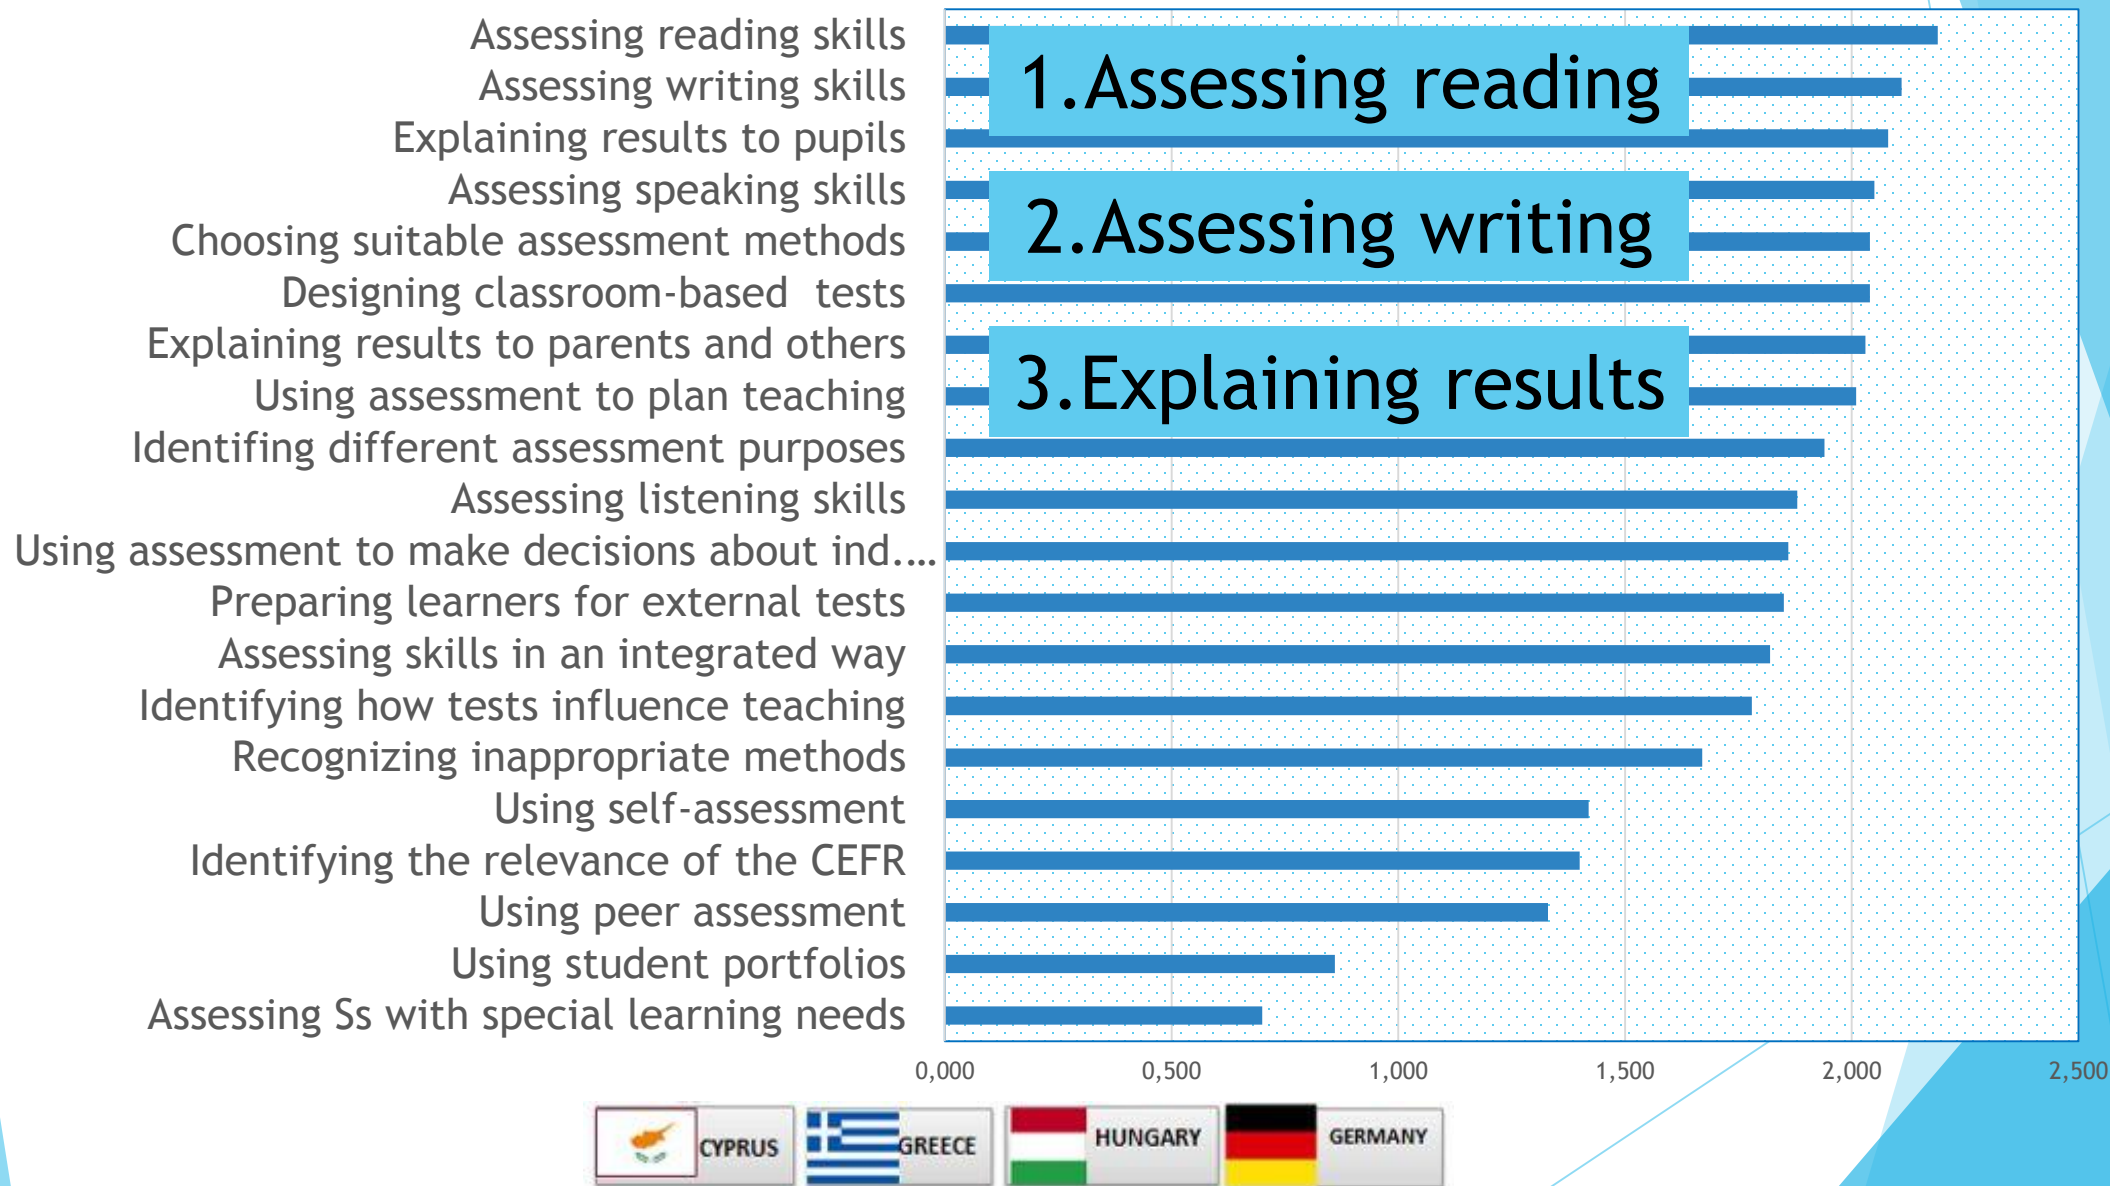 Assessing reading skills
Assessing writing skills
Explaining results to pupils
Assessing speaking skills
Choosing suitable assessment methods
Designing classroom-based  tests
Explaining results to parents and others
Using assessment to plan teaching
Identifing different assessment purposes
Assessing listening skills
Using assessment to make decisions about ind.…
Preparing learners for external tests
Assessing skills in an integrated way
Identifying how tests influence teaching
Recognizing inappropriate methods
Using self-assessment
Identifying the relevance of the CEFR
Using peer assessment
Using student portfolios
Assessing Ss with special learning needs
1.Assessing reading
2.Assessing writing
3.Explaining results
0,000 0,500 1,000 1,500 2,000 2,500
CYPRUS GREECE HUNGARY GERMANY